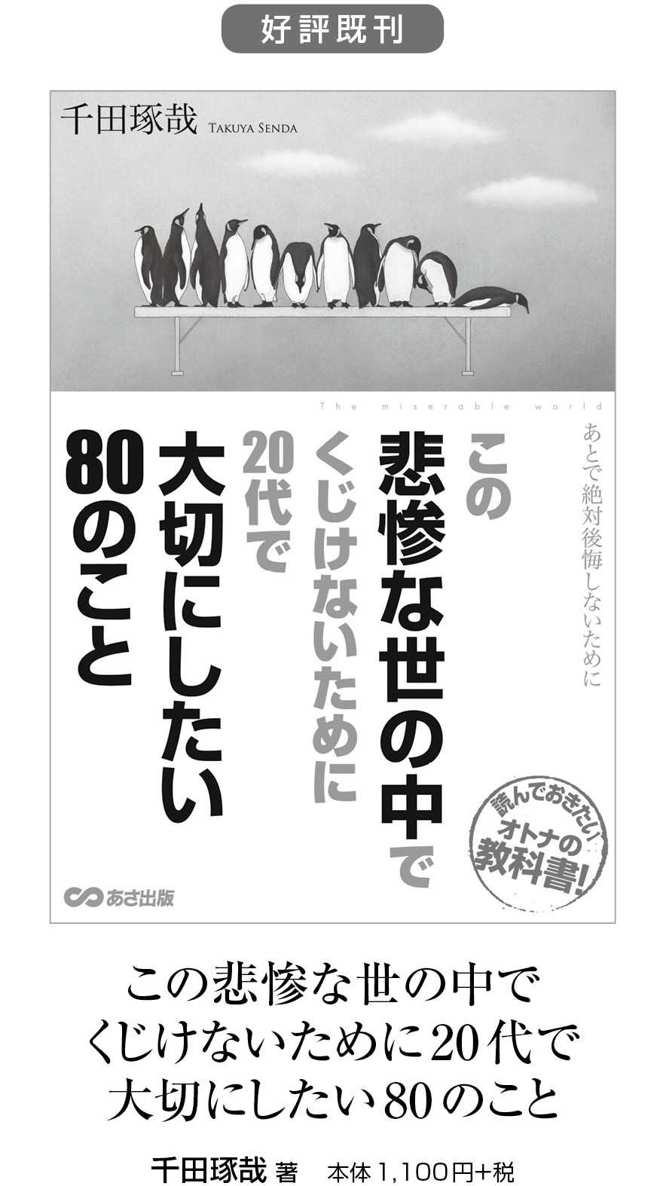 好評既刊
千田琢哉 TAKUYA SENDA
The miserable world
あとで絶対後悔しないために
この
悲惨な世の中で
くじけないために
20代で
大切にしたい
80のこと
読んでおきたい
オトナの
教科書!
あさ出版
この悲惨な世の中で
くじけないために20代で
大切にしたい80のこと
千田琢哉 著 本体1,100円+税